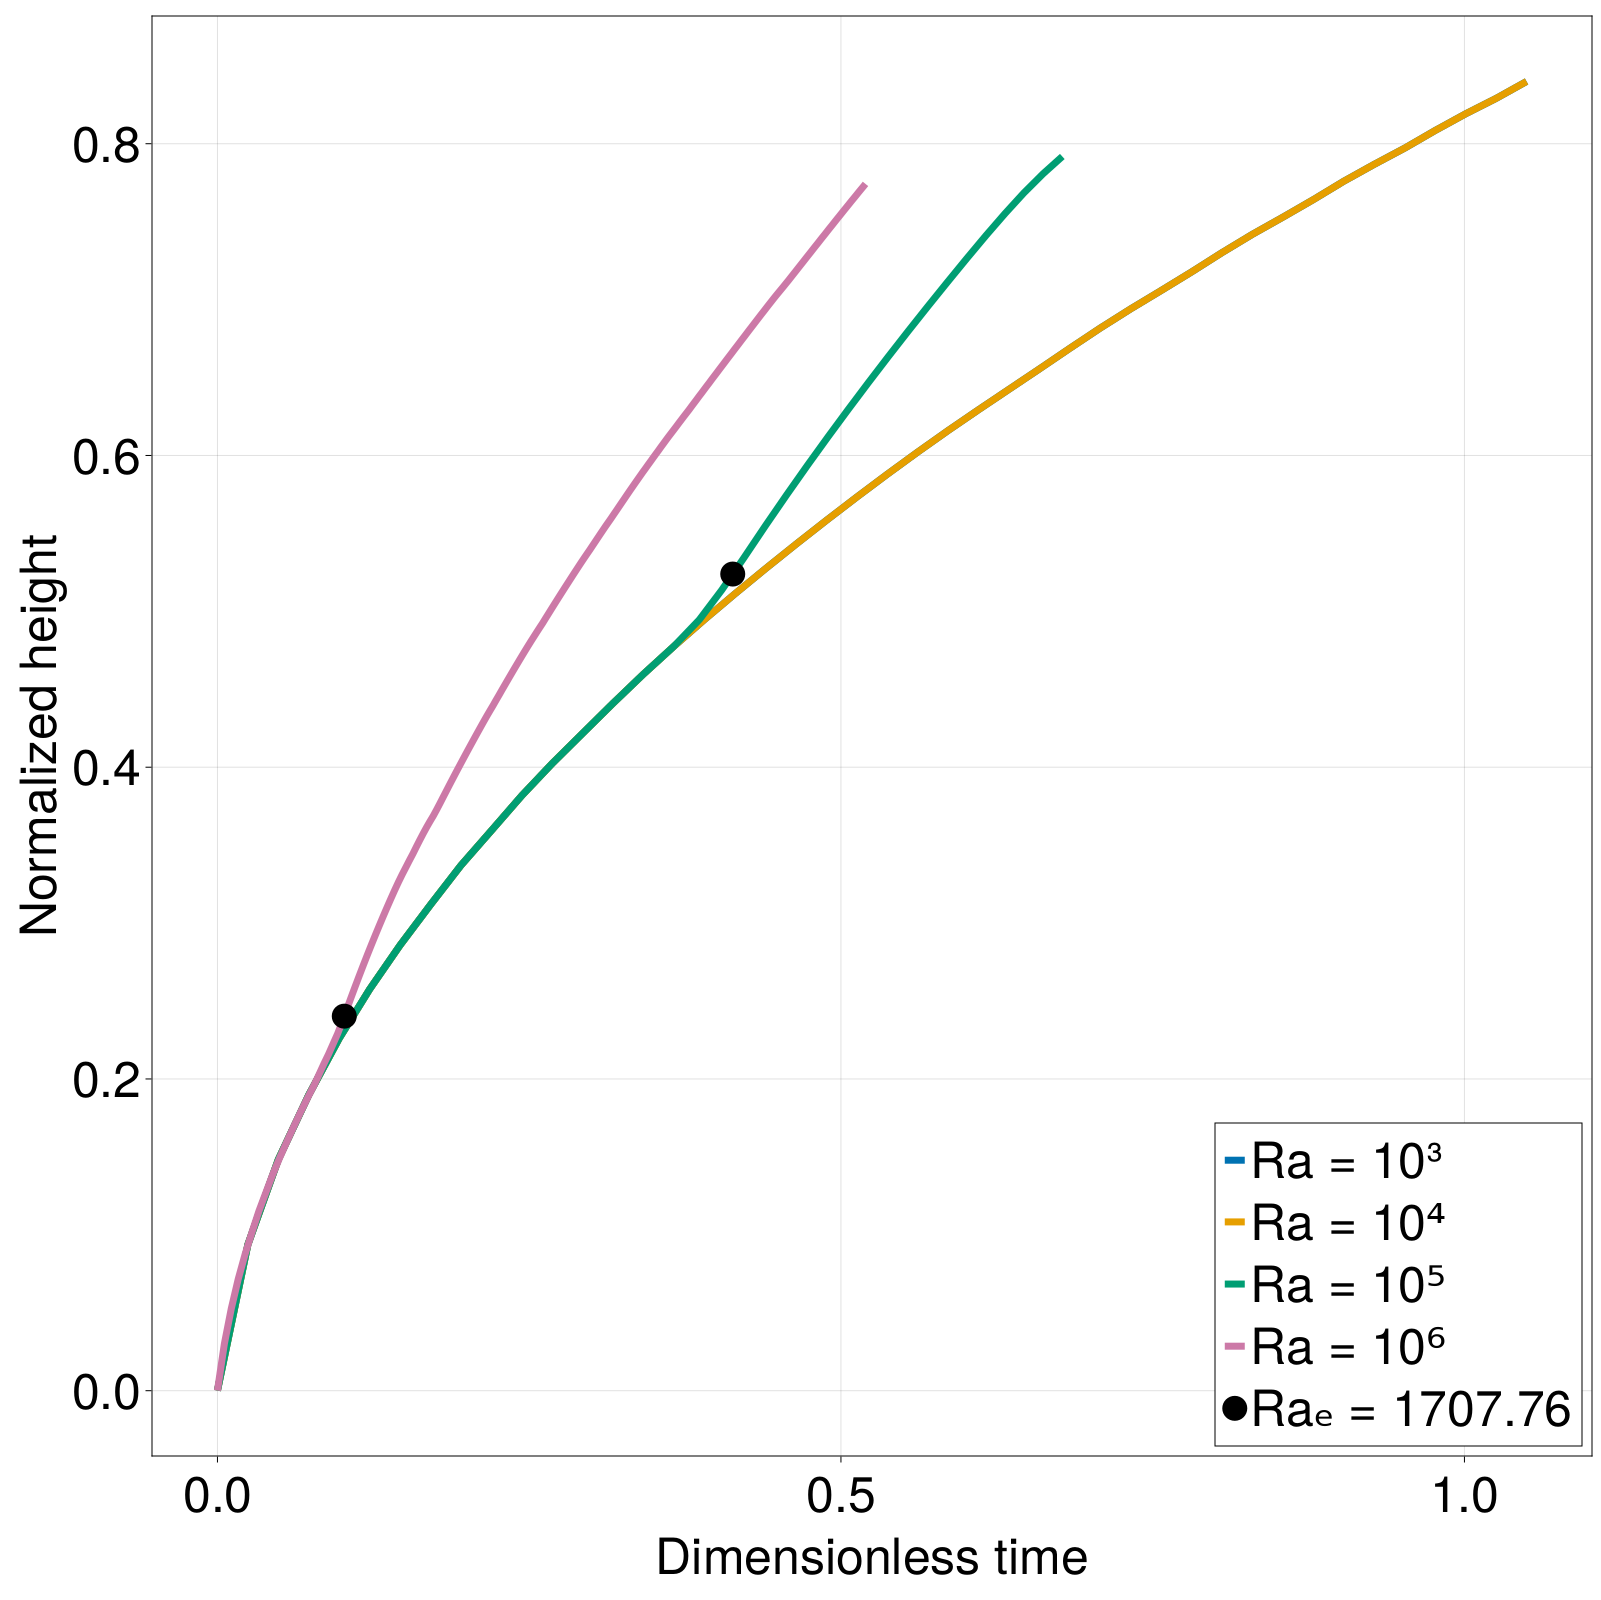 0.8
0.6
0.4
0.2
0.0
Normalized height
0.0
0.5
1.0
Dimensionless time
Ra = 10³
Ra = 10⁴
Ra = 10⁵
Ra = 10⁶
Raₑ = 1707.76